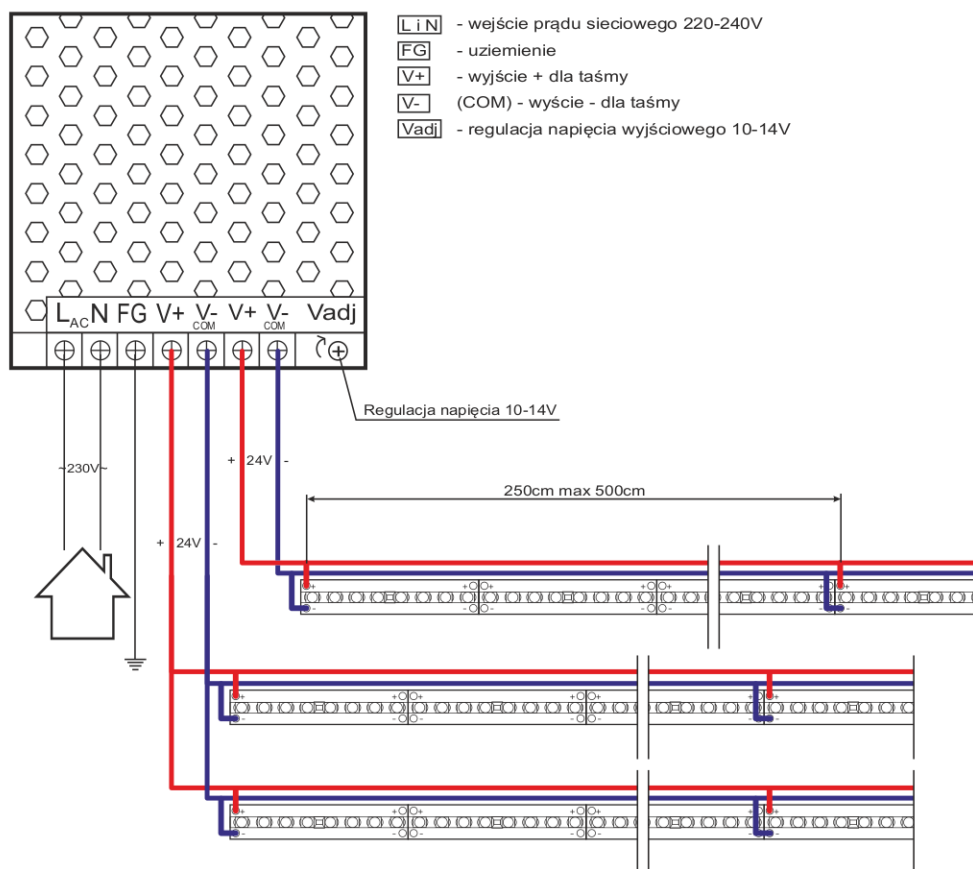 L i N - wejście prądu sieciowego 220-240V
FG - uziemienie
V+ - wyjście + dla taśmy
V- (COM) - wyście - dla taśmy
Vadj - regulacja napięcia wyjściowego 10-14V
LAC N FG V+ V- COM V+ V- COM Vadj
Regulacja napięcia 10-14V
~230V~
+ 24V -
250cm max 500cm
+ 24V -
+ + + + + + +
- - - - - -
+ + + + + +
- - - - -
+ + + + + +
- - - - -